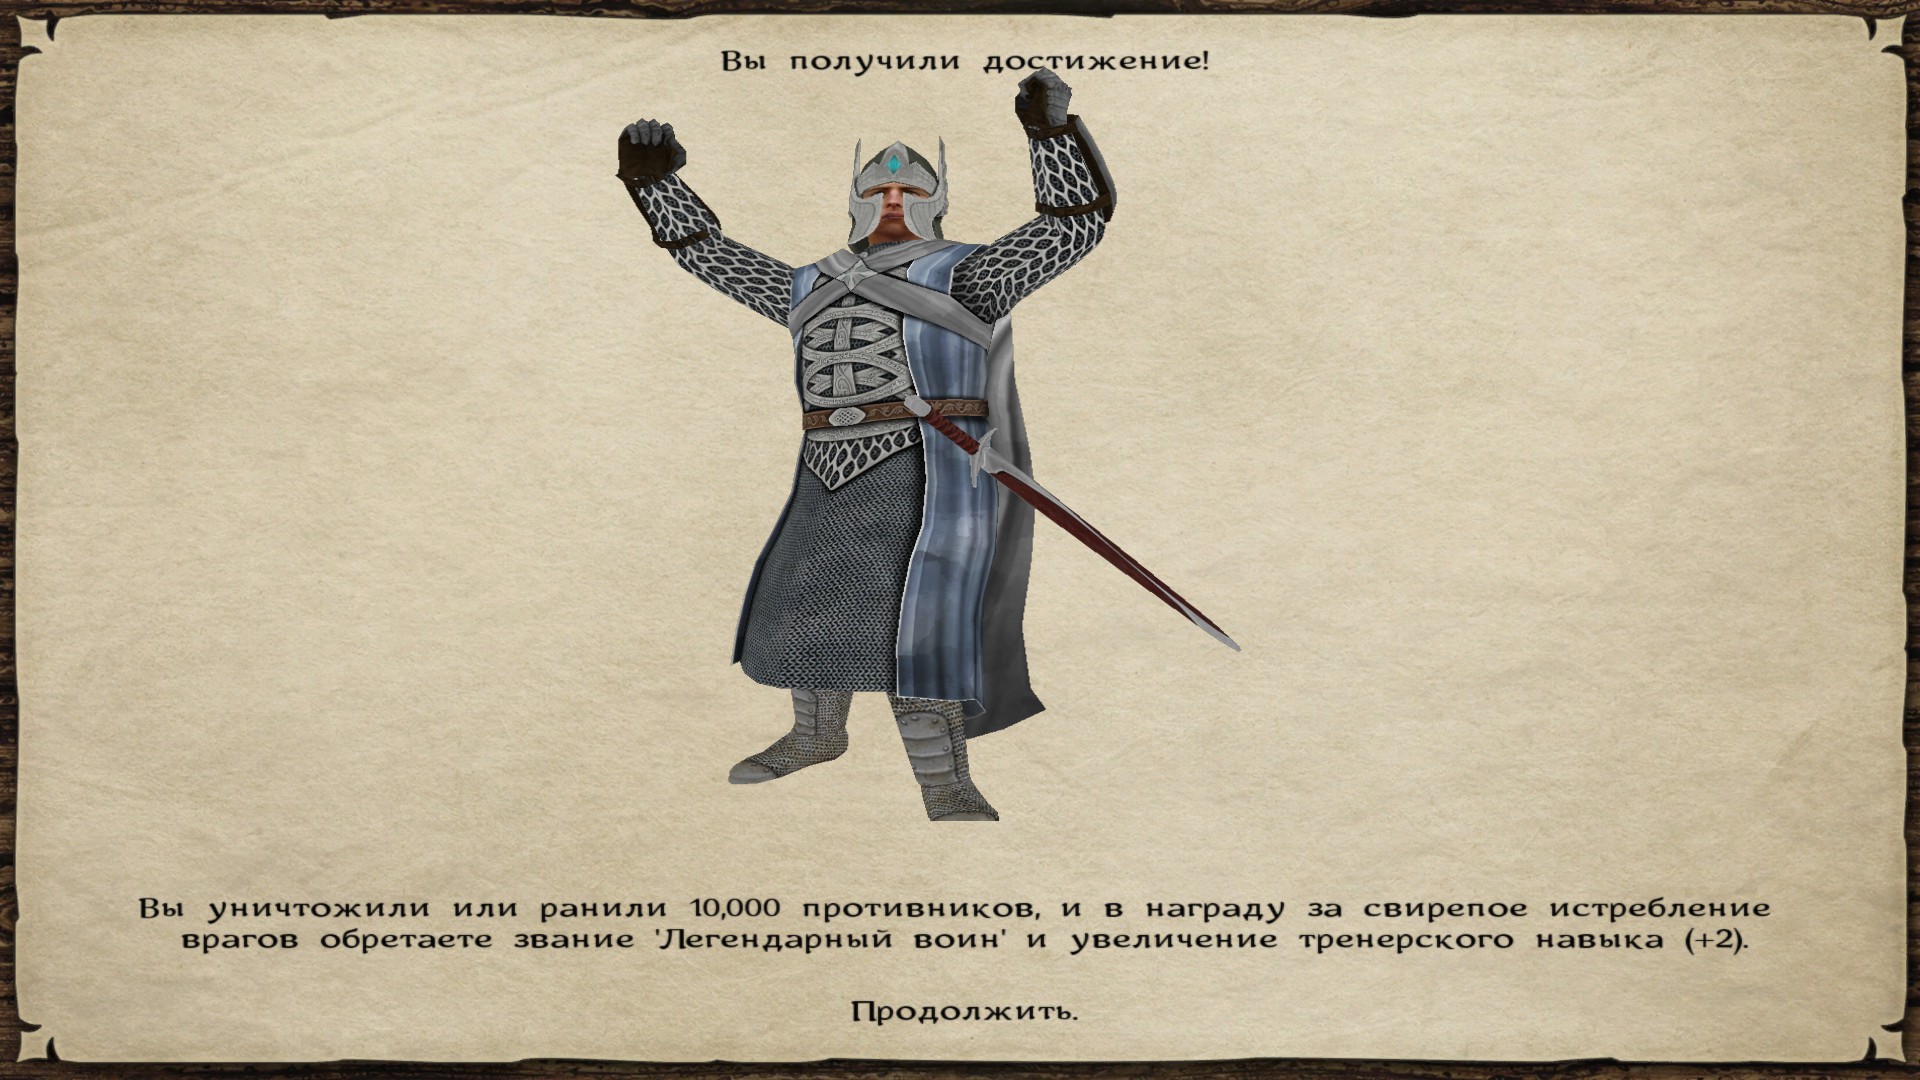 Вы получили достижение!
Вы уничтожили или ранили 10,000 противников, и в награду за свирепое истребление
врагов обретаете звание 'Легендарный воин' и увеличение тренерского навыка (+2).
Продолжить.